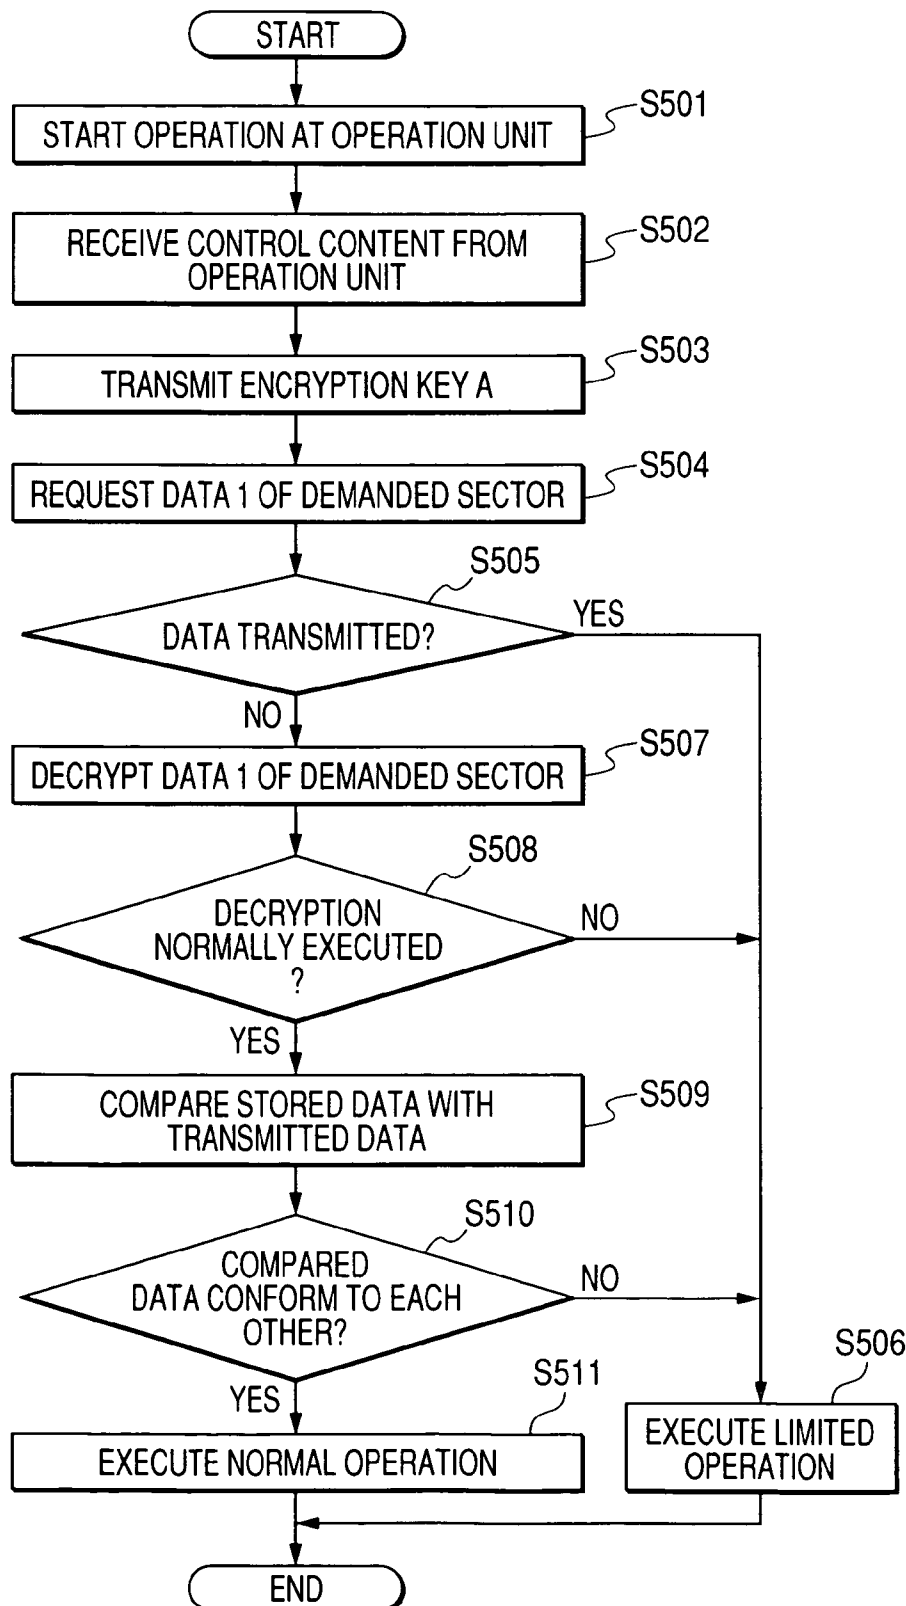 START
S501
START OPERATION AT OPERATION UNIT
S502
RECEIVE CONTROL CONTENT FROM
OPERATION UNIT
S503
TRANSMIT ENCRYPTION KEY A
S504
REQUEST DATA 1 OF DEMANDED SECTOR
S505
DATA TRANSMITTED?
YES
NO
S507
DECRYPT DATA 1 OF DEMANDED SECTOR
S508
DECRYPTION
NORMALLY EXECUTED
?
NO
YES
S509
COMPARE STORED DATA WITH
TRANSMITTED DATA
S510
COMPARED
DATA CONFORM TO EACH
OTHER?
NO
YES
S511
EXECUTE NORMAL OPERATION
S506
EXECUTE LIMITED
OPERATION
END